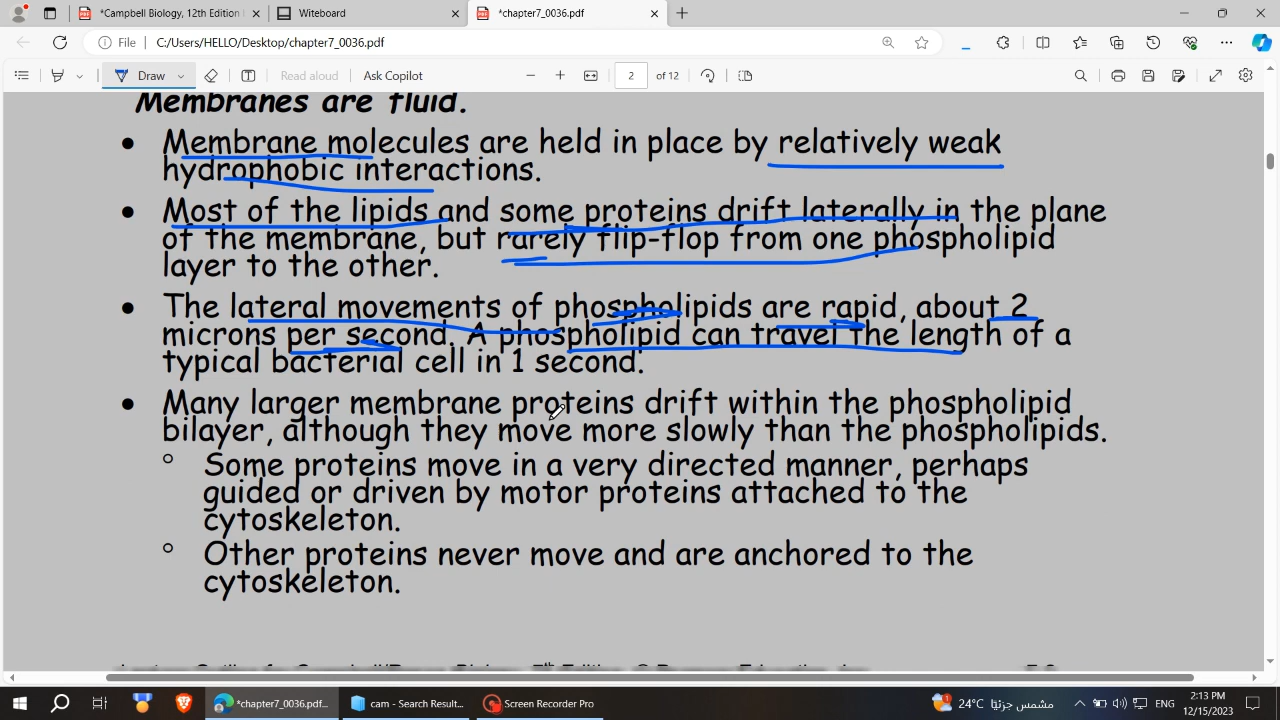 *Campbell Biology, 12th Edition
Witeboard
*chapter7_0036.pdf
File
C:/Users/HELLO/Desktop/chapter7_0036.pdf
Draw
Read aloud
Ask Copilot
2
of 12
Membranes are fluid.
• Membrane molecules are held in place by relatively weak
hydrophobic interactions.
• Most of the lipids and some proteins drift laterally in the plane
of the membrane, but rarely flip-flop from one phospholipid
layer to the other.
• The lateral movements of phospholipids are rapid, about 2
microns per second. A phospholipid can travel the length of a
typical bacterial cell in 1 second.
• Many larger membrane proteins drift within the phospholipid
bilayer, although they move more slowly than the phospholipids.
° Some proteins move in a very directed manner, perhaps
guided or driven by motor proteins attached to the
cytoskeleton.
° Other proteins never move and are anchored to the
cytoskeleton.
*chapter7_0036.pdf...
cam - Search Result...
Screen Recorder Pro
24°C مشمس جزئيًا
ENG
2:13 PM
12/15/2023